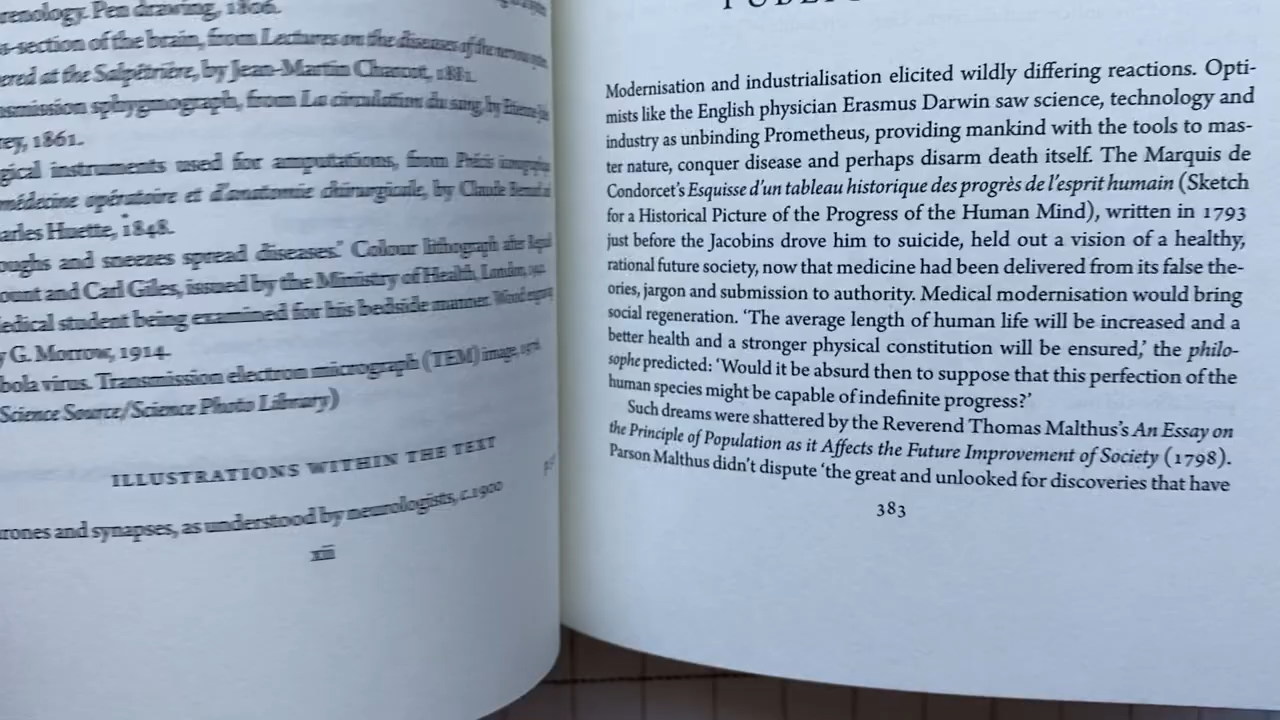 renology. Pen drawing, 1806.
s-section of the brain, from Lectures on the diseases of the nervous
ered at the Salpêtrière, by Jean-Martin Charcot, 1881.
nsmission sphygmograph, from La circulation du sang, by
ey, 1861.
gical instruments used for amputations, from Précis
médecine opératoire et d'anatomie chirurgicale, by Claude Bernard
arles Huette, 1848.
oughs and sneezes spread diseases.' Colour lithograph after
ount and Carl Giles, issued by the Ministry of Health, London,
edical student being examined for his bedside manner. Wood
y G. Morrow, 1914.
bola virus. Transmission electron micrograph (TEM) image,
Science Source/Science Photo Library)
ILLUSTRATIONS WITHIN THE TEXT
rones and synapses, as understood by neurologists, c.1900
xiii
Modernisation and industrialisation elicited wildly differing reactions. Opti-
mists like the English physician Erasmus Darwin saw science, technology and
industry as unbinding Prometheus, providing mankind with the tools to mas-
ter nature, conquer disease and perhaps disarm death itself. The Marquis de
Condorcet's Esquisse d'un tableau historique des progrès de l'esprit humain (Sketch
for a Historical Picture of the Progress of the Human Mind), written in 1793
just before the Jacobins drove him to suicide, held out a vision of a healthy,
rational future society, now that medicine had been delivered from its false the-
ories, jargon and submission to authority. Medical modernisation would bring
social regeneration. 'The average length of human life will be increased and a
better health and a stronger physical constitution will be ensured,' the philo-
sophe predicted: 'Would it be absurd then to suppose that this perfection of the
human species might be capable of indefinite progress?'
Such dreams were shattered by the Reverend Thomas Malthus's An Essay on
the Principle of Population as it Affects the Future Improvement of Society (1798).
Parson Malthus didn't dispute 'the great and unlooked for discoveries that have
383